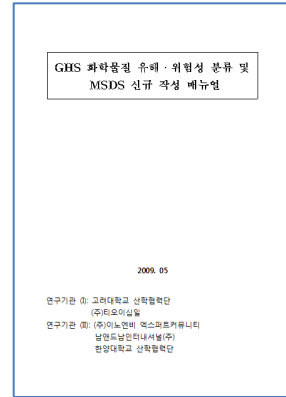 GHS 화학물질 유해·위험성 분류 및
MSDS 신규 작성 매뉴얼
2009. 05
연구기관 (I): 고려대학교 산학협력단
(주)티오이십일
연구기관 (II): (주)이노엔비 엑스퍼트커뮤니티
남앤드남인터내셔널(주)
한양대학교 산학협력단